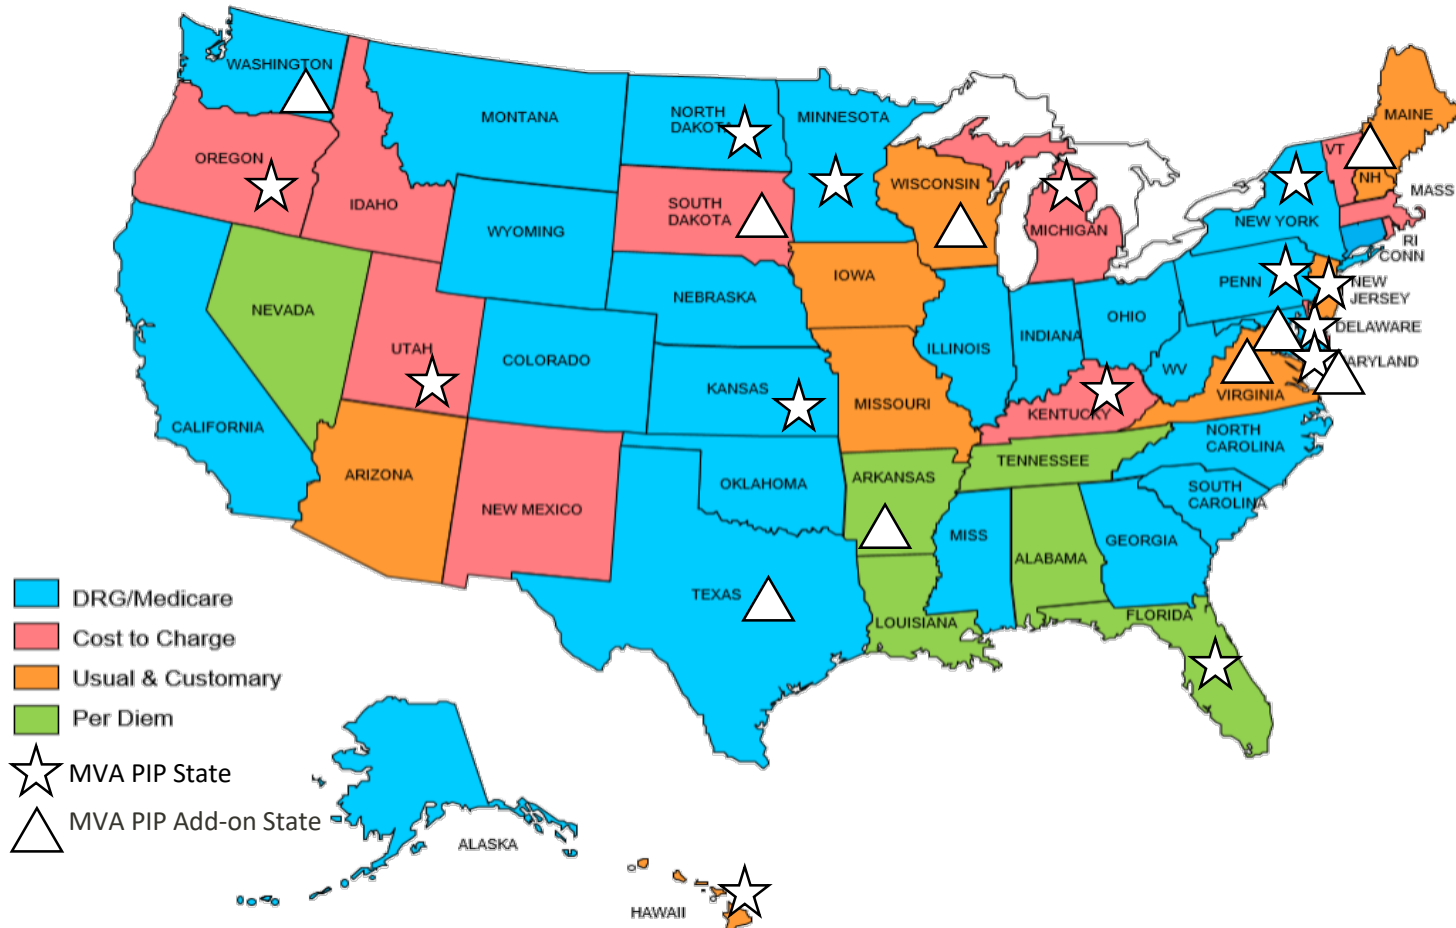 WASHINGTON
MONTANA
NORTH
DAKOTA
MINNESOTA
MAINE
OREGON
IDAHO
VT
NH
MASS
WISCONSIN
SOUTH
DAKOTA
WYOMING
MICHIGAN
NEW YORK
RI
CONN
IOWA
NEBRASKA
PENN
NEW
JERSEY
NEVADA
OHIO
UTAH
COLORADO
ILLINOIS
INDIANA
DELAWARE
ARYLAND
WV
KANSAS
MISSOURI
VIRGINIA
KENTUCKY
CALIFORNIA
NORTH
CAROLINA
TENNESSEE
ARIZONA
OKLAHOMA
ARKANSAS
SOUTH
CAROLINA
NEW MEXICO
MISS
GEORGIA
ALABAMA
TEXAS
LOUISIANA
FLORIDA
DRG/Medicare
Cost to Charge
Usual & Customary
Per Diem
MVA PIP State
MVA PIP Add-on State
ALASKA
HAWAII